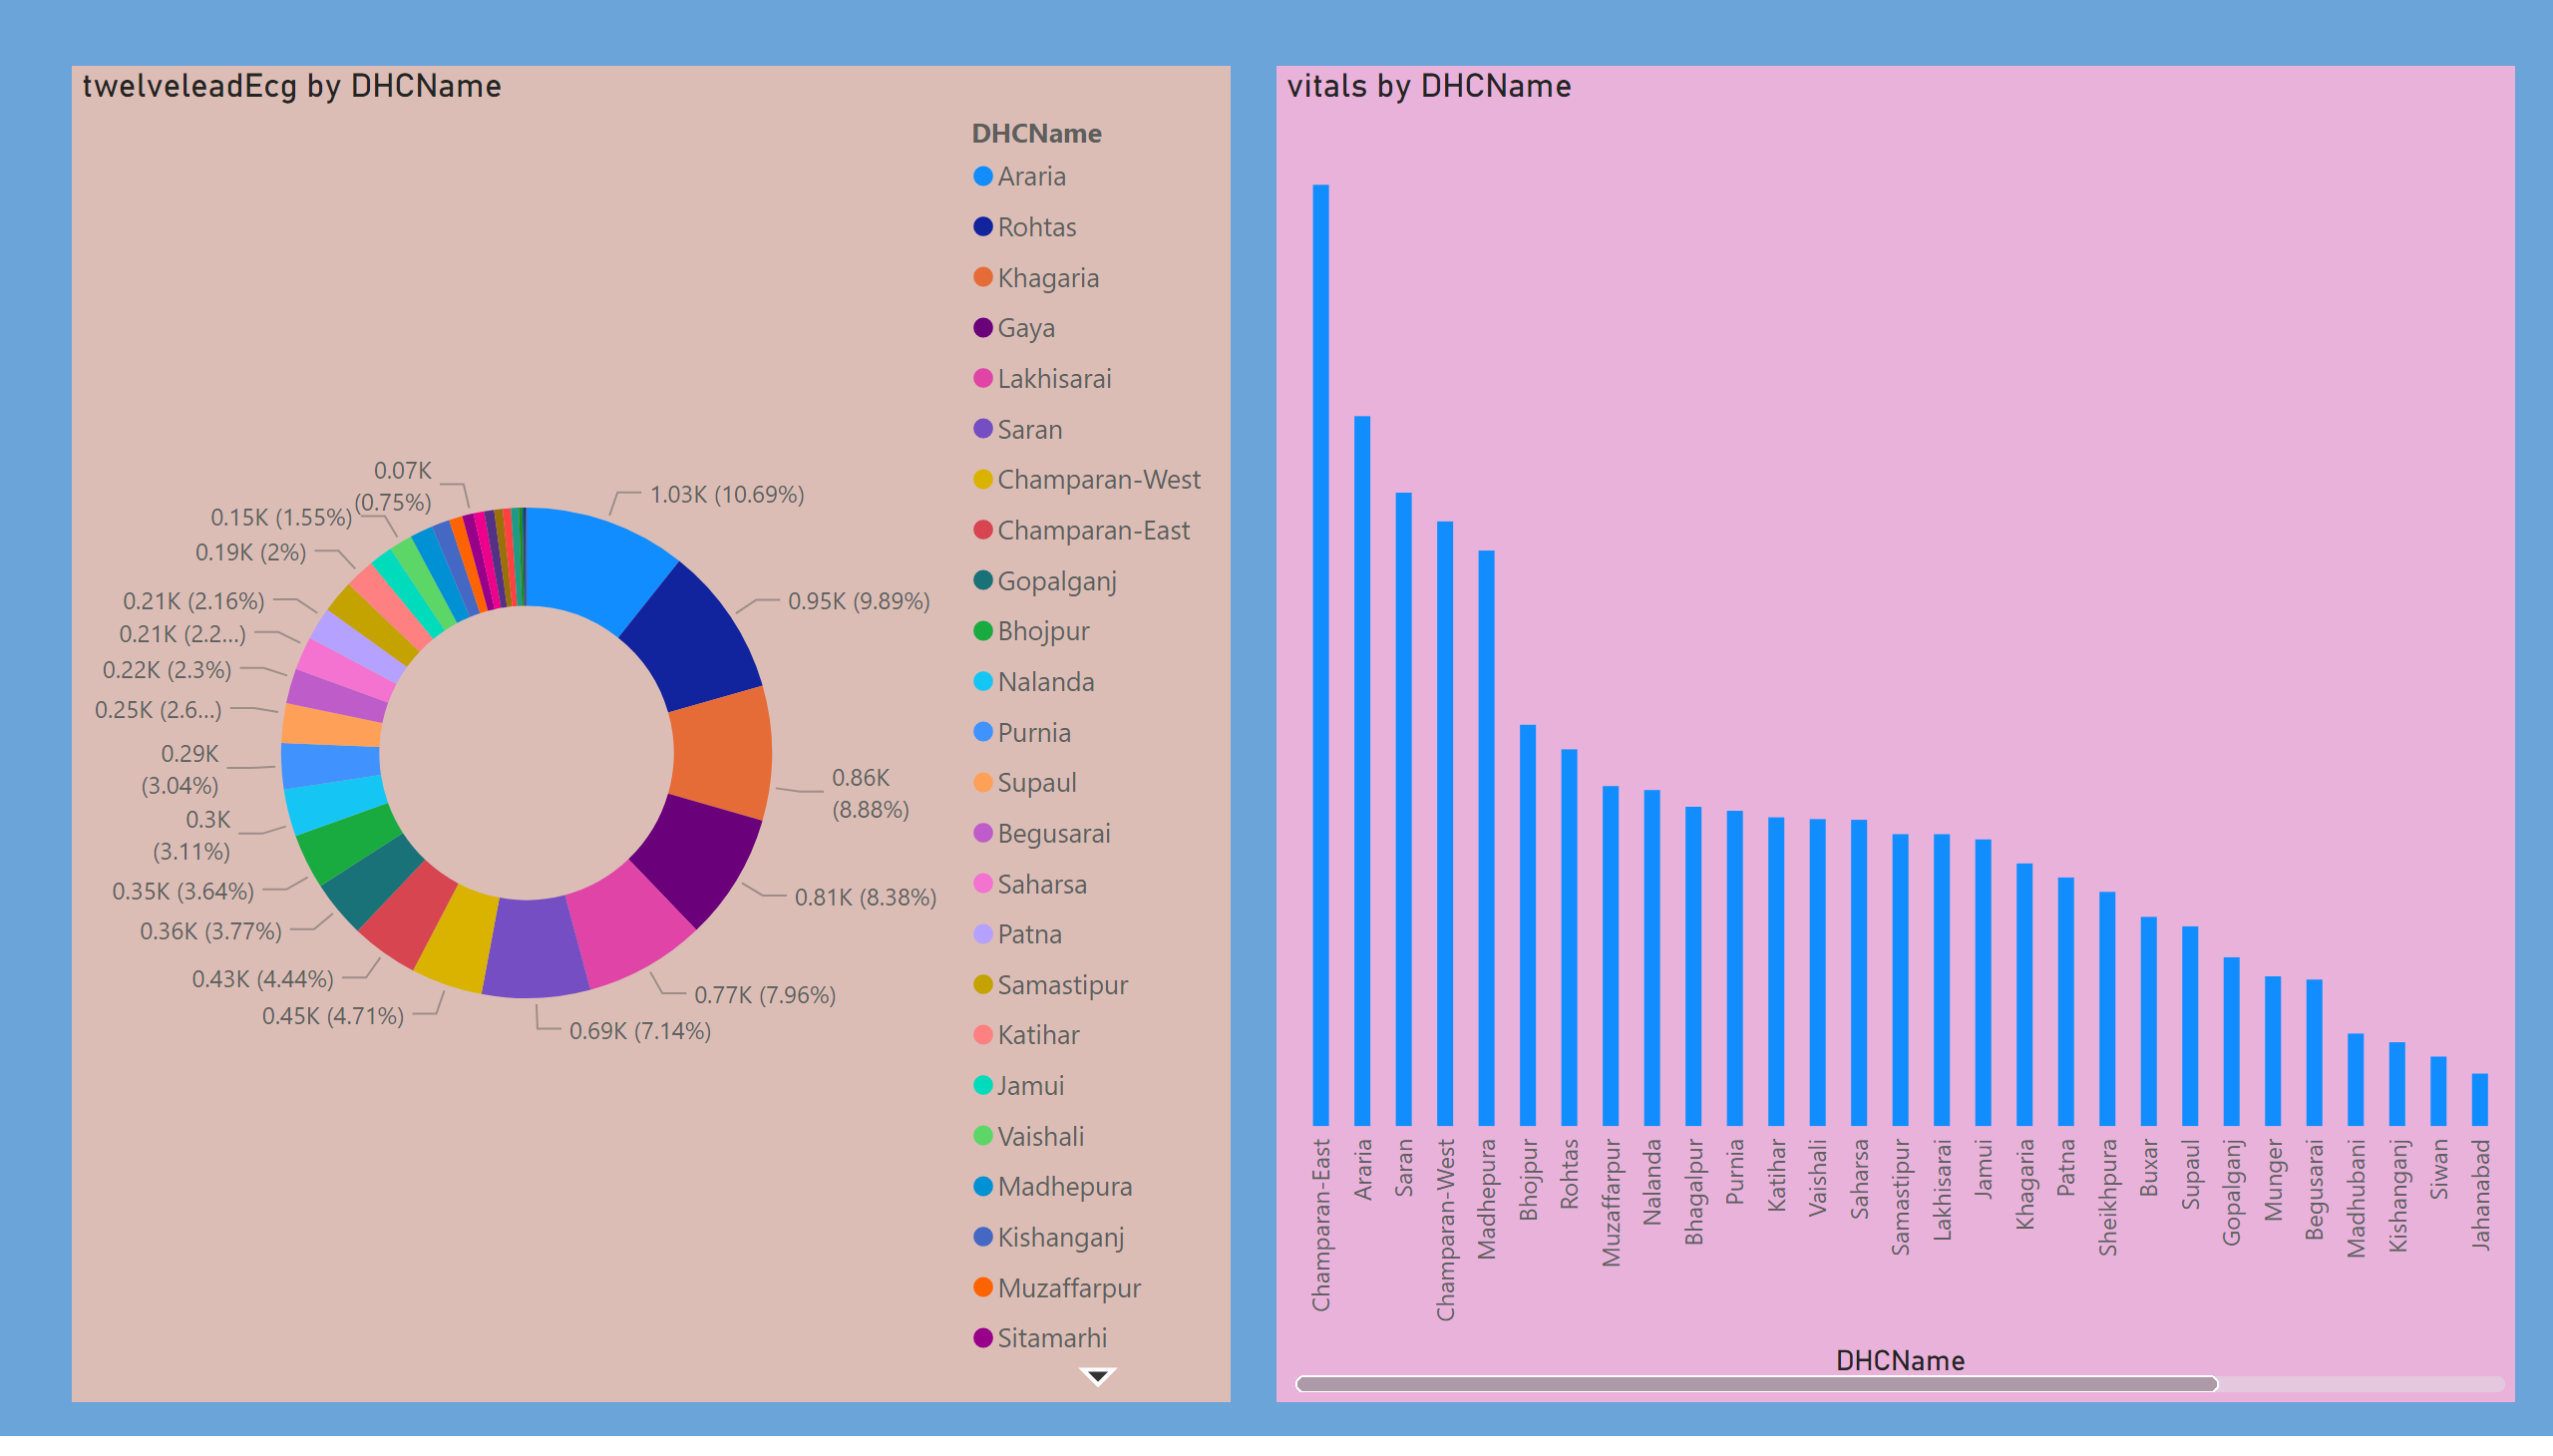 twelveleadEcg by DHCName
DHCName
Araria
Rohtas
Khagaria
Gaya
Lakhisarai
Saran
Champaran-West
Champaran-East
Gopalganj
Bhojpur
Nalanda
Purnia
Supaul
Begusarai
Saharsa
Patna
Samastipur
Katihar
Jamui
Vaishali
Madhepura
Kishanganj
Muzaffarpur
Sitamarhi
1.03K (10.69%)
0.95K (9.89%)
0.86K
(8.88%)
0.81K (8.38%)
0.77K (7.96%)
0.69K (7.14%)
0.45K (4.71%)
0.43K (4.44%)
0.36K (3.77%)
0.35K (3.64%)
0.3K
(3.11%)
0.29K
(3.04%)
0.25K (2.6...)
0.22K (2.3%)
0.21K (2.2...)
0.21K (2.16%)
0.19K (2%)
0.15K (1.55%)
0.07K
(0.75%)
vitals by DHCName
Champaran-East
Araria
Saran
Champaran-West
Madhepura
Bhojpur
Rohtas
Muzaffarpur
Nalanda
Bhagalpur
Purnia
Katihar
Vaishali
Saharsa
Samastipur
Lakhisarai
Jamui
Khagaria
Patna
Sheikhpura
Buxar
Supaul
Gopalganj
Munger
Begusarai
Madhubani
Kishanganj
Siwan
Jahanabad
DHCName